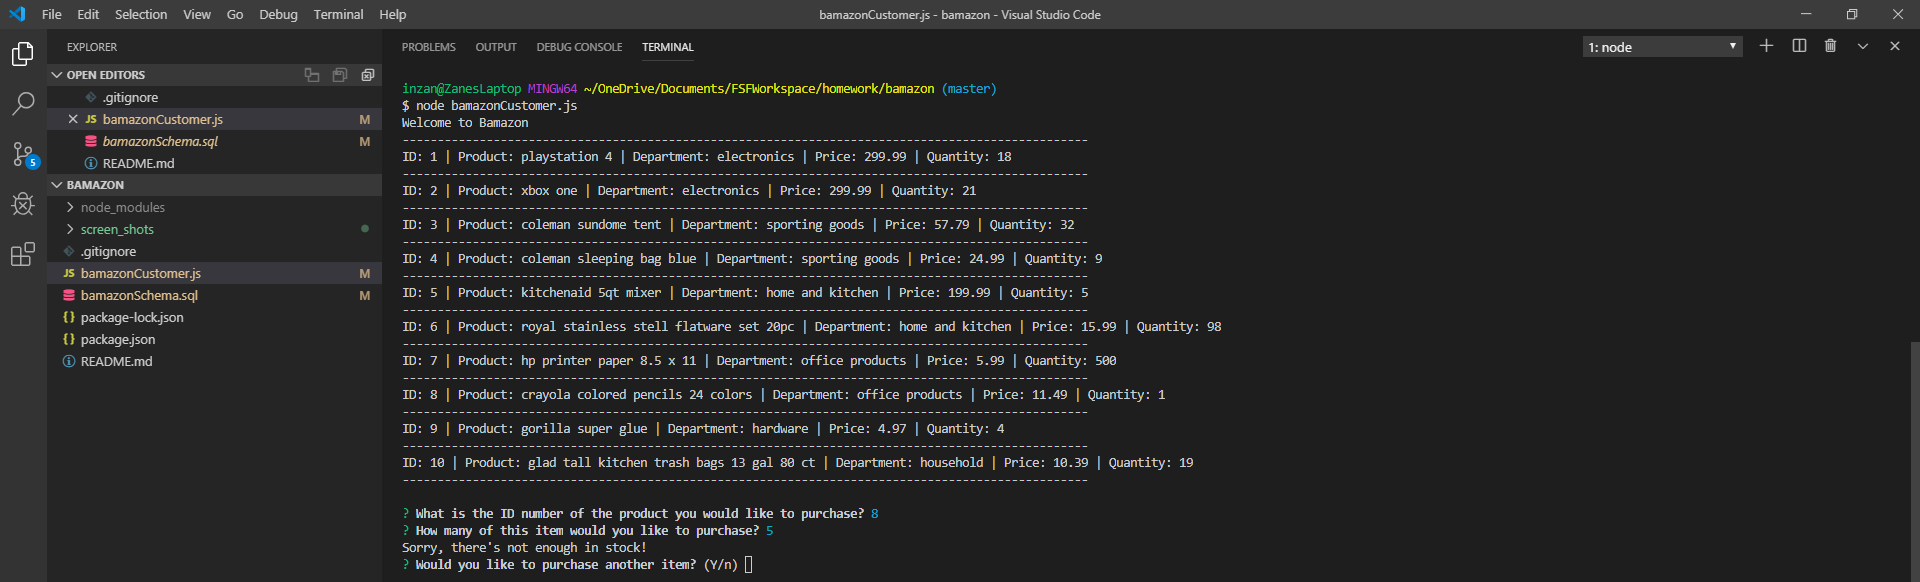 File Edit Selection View Go Debug Terminal Help
bamazonCustomer.js - bamazon - Visual Studio Code
EXPLORER
OPEN EDITORS
.gitignore
JS bamazonCustomer.js M
bamazonSchema.sql M
README.md
5
BAMAZON
node_modules
screen_shots
.gitignore
JS bamazonCustomer.js M
bamazonSchema.sql M
{} package-lock.json
{} package.json
README.md
PROBLEMS OUTPUT DEBUG CONSOLE TERMINAL
1: node
inzan@ZanesLaptop MINGW64 ~/OneDrive/Documents/FSFWorkspace/homework/bamazon (master)
$ node bamazonCustomer.js
Welcome to Bamazon
--------------------------------------------------------------------------------------------------
ID: 1 | Product: playstation 4 | Department: electronics | Price: 299.99 | Quantity: 18
--------------------------------------------------------------------------------------------------
ID: 2 | Product: xbox one | Department: electronics | Price: 299.99 | Quantity: 21
--------------------------------------------------------------------------------------------------
ID: 3 | Product: coleman sundome tent | Department: sporting goods | Price: 57.79 | Quantity: 32
--------------------------------------------------------------------------------------------------
ID: 4 | Product: coleman sleeping bag blue | Department: sporting goods | Price: 24.99 | Quantity: 9
--------------------------------------------------------------------------------------------------
ID: 5 | Product: kitchenaid 5qt mixer | Department: home and kitchen | Price: 199.99 | Quantity: 5
--------------------------------------------------------------------------------------------------
ID: 6 | Product: royal stainless stell flatware set 20pc | Department: home and kitchen | Price: 15.99 | Quantity: 98
--------------------------------------------------------------------------------------------------
ID: 7 | Product: hp printer paper 8.5 x 11 | Department: office products | Price: 5.99 | Quantity: 500
--------------------------------------------------------------------------------------------------
ID: 8 | Product: crayola colored pencils 24 colors | Department: office products | Price: 11.49 | Quantity: 1
--------------------------------------------------------------------------------------------------
ID: 9 | Product: gorilla super glue | Department: hardware | Price: 4.97 | Quantity: 4
--------------------------------------------------------------------------------------------------
ID: 10 | Product: glad tall kitchen trash bags 13 gal 80 ct | Department: household | Price: 10.39 | Quantity: 19
--------------------------------------------------------------------------------------------------
? What is the ID number of the product you would like to purchase? 8
? How many of this item would you like to purchase? 5
Sorry, there's not enough in stock!
? Would you like to purchase another item? (Y/n)